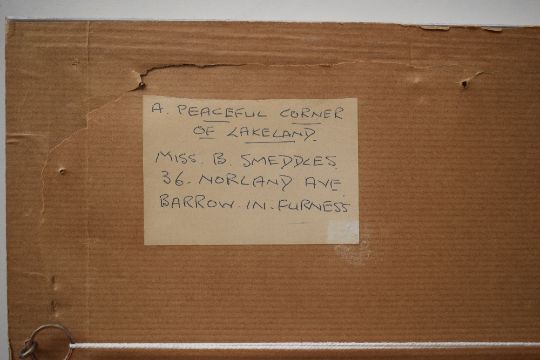 A. PEACEFUL CORNER
OF LAKELAND.
MISS. B. SMEDDLES.
36. NORLAND AVE.
BARROW. IN. FURNESS